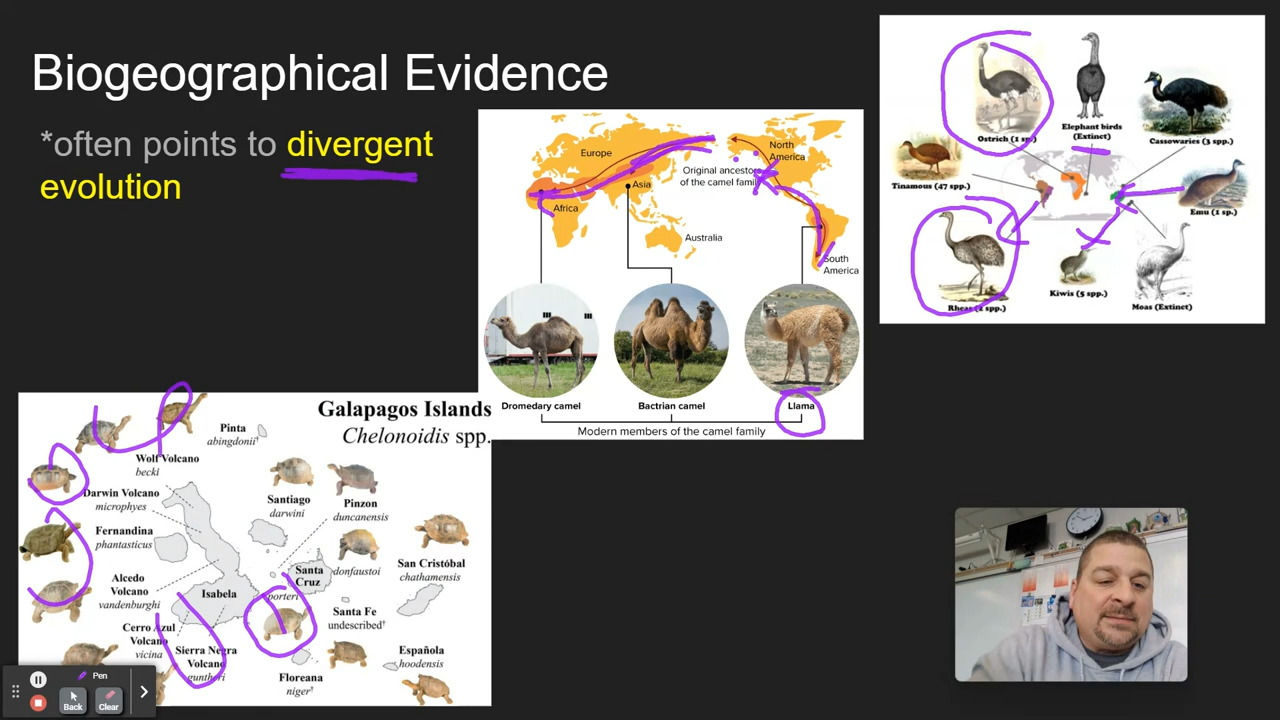 Biogeographical Evidence
*often points to divergent
evolution
Europe
North
America
Original ancestors
of the camel family
Asia
Africa
Australia
South
America
Dromedary camel
Bactrian camel
Llama
Modern members of the camel family
Ostrich (1 sp.)
Elephant birds
(Extinct)
Cassowaries (3 spp.)
Tinamous (47 spp.)
Emu (1 sp.)
Rheas (2 spp.)
Kiwis (5 spp.)
Moas (Extinct)
Galapagos Islands
Chelonoidis spp.
Pinta
abingdonii†
Wolf Volcano
becki
Darwin Volcano
microphyes
Santiago
darwini
Pinzon
duncanensis
Fernandina
phantasticus
San Cristóbal
chathamensis
Santa
Cruz
donfaustoi
porteri
Alcedo
Volcano
vandenburghi
Isabela
Santa Fe
undescribed†
Cerro Azul
Volcano
vicina
Sierra Negra
Volcano
guntheri
Española
hoodensis
Floreana
niger†
Pen
Back
Clear